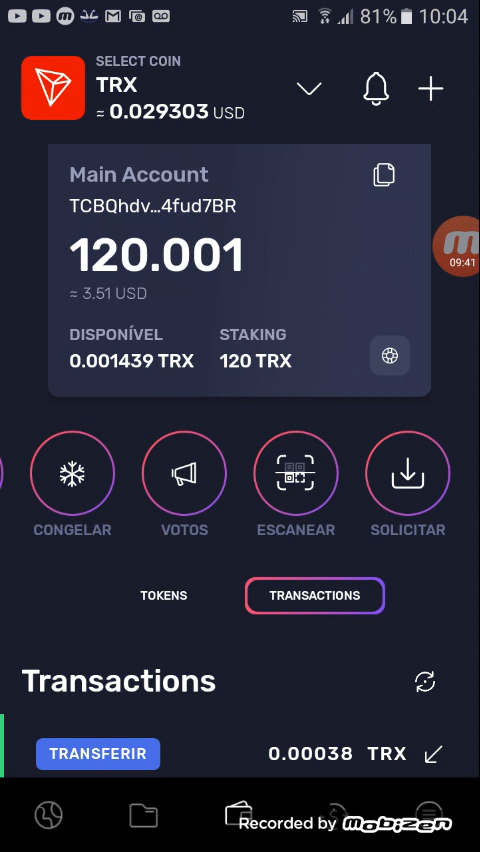 81% 10:04
SELECT COIN
TRX
≈ 0.029303 USD
Main Account
TCBQhdv...4fud7BR
120.001
≈ 3.51 USD
09:41
DISPONÍVEL STAKING
0.001439 TRX 120 TRX
CONGELAR VOTOS ESCANEAR SOLICITAR
TOKENS TRANSACTIONS
Transactions
TRANSFERIR 0.00038 TRX
Recorded by Mobizen